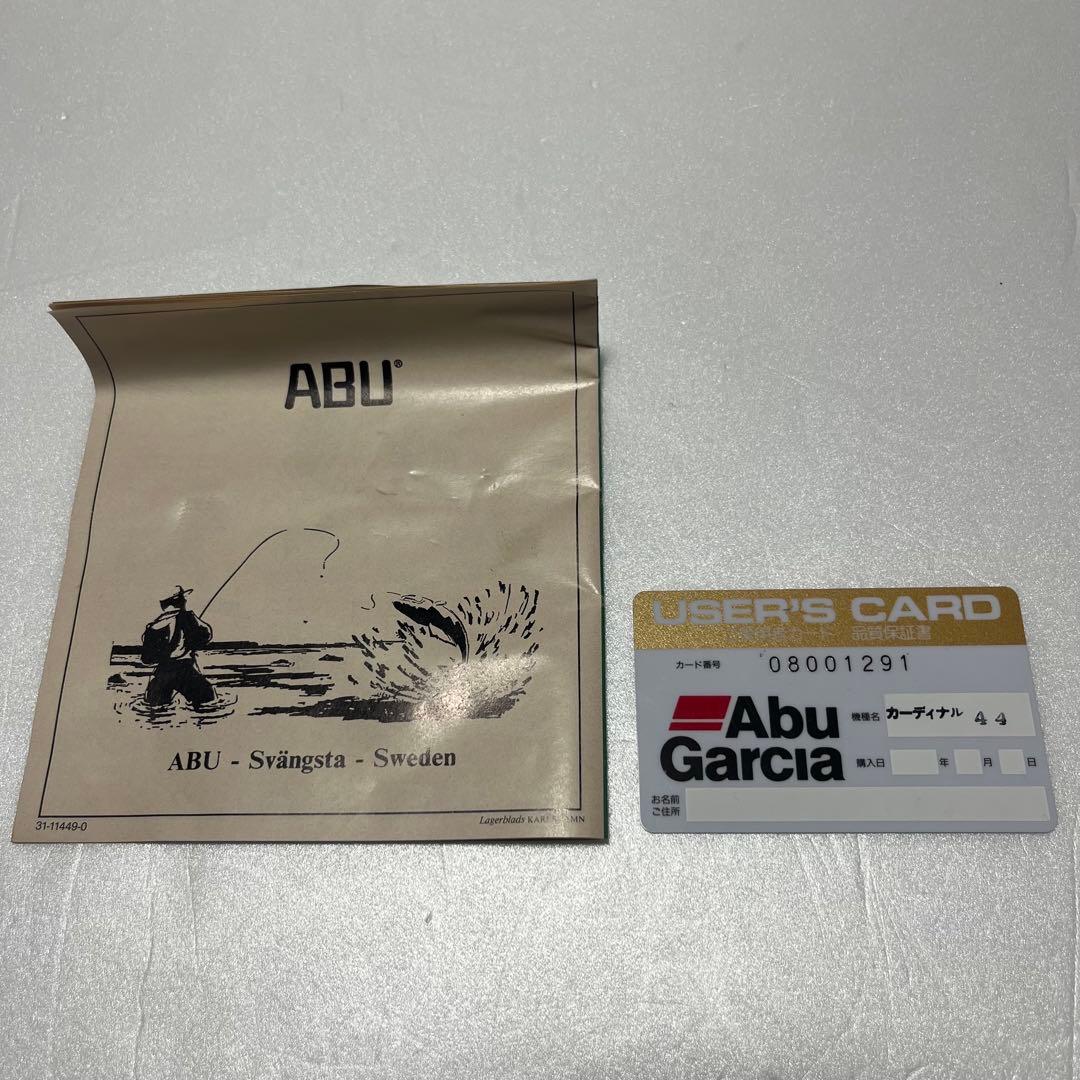 ABU®
ABU - Svängsta - Sweden
31-11449-0
Lagerblads
USER'S CARD
品質保証書
カード番号 08001291
Abu
Garcia
機種名 カーディナル 44
購入日 年 月 日
お名前
ご住所